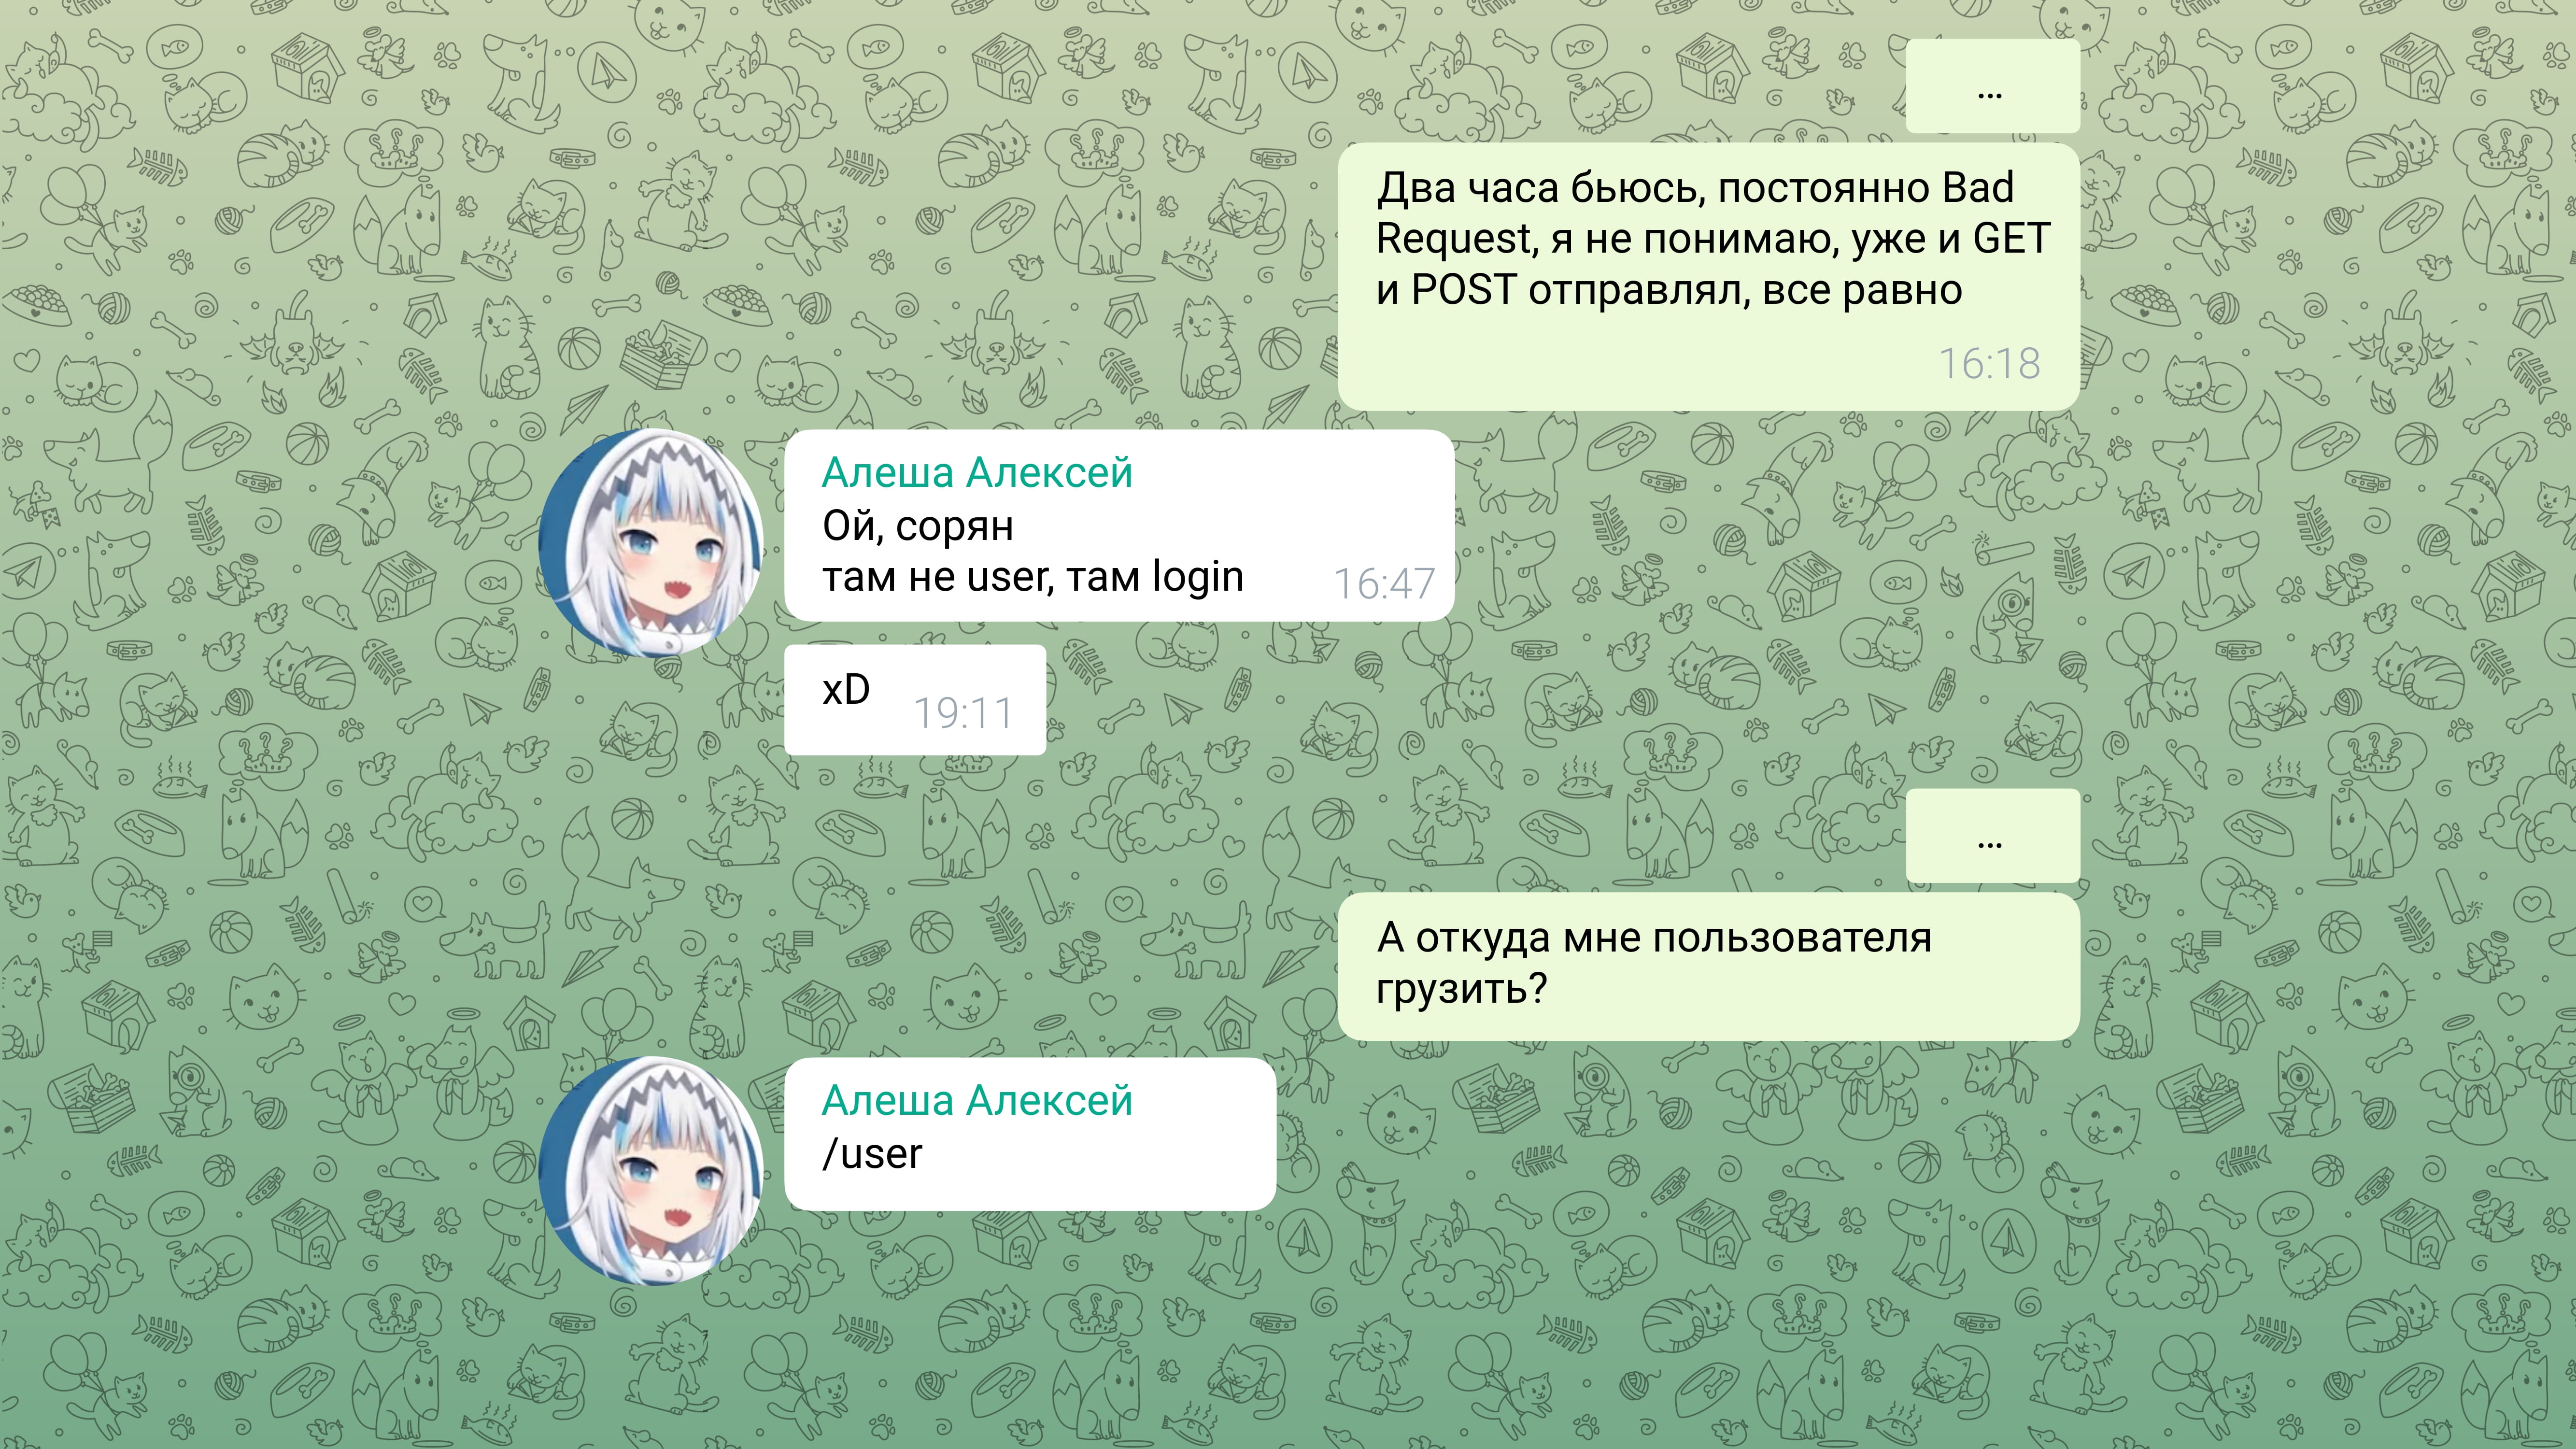 ...
Два часа бьюсь, постоянно Bad
Request, я не понимаю, уже и GET
и POST отправлял, все равно
16:18
Алеша Алексей
Ой, сорян
там не user, там login
16:47
xD
19:11
...
А откуда мне пользователя
грузить?
Алеша Алексей
/user